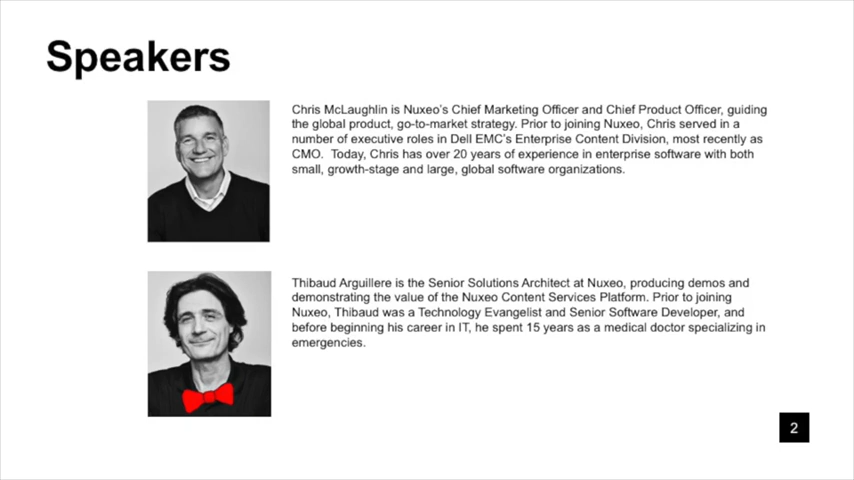 Speakers
Chris McLaughlin is Nuxeo's Chief Marketing Officer and Chief Product Officer, guiding
the global product, go-to-market strategy. Prior to joining Nuxeo, Chris served in a
number of executive roles in Dell EMC's Enterprise Content Division, most recently as
CMO.  Today, Chris has over 20 years of experience in enterprise software with both
small, growth-stage and large, global software organizations.
Thibaud Arguillere is the Senior Solutions Architect at Nuxeo, producing demos and
demonstrating the value of the Nuxeo Content Services Platform. Prior to joining
Nuxeo, Thibaud was a Technology Evangelist and Senior Software Developer, and
before beginning his career in IT, he spent 15 years as a medical doctor specializing in
emergencies.
2